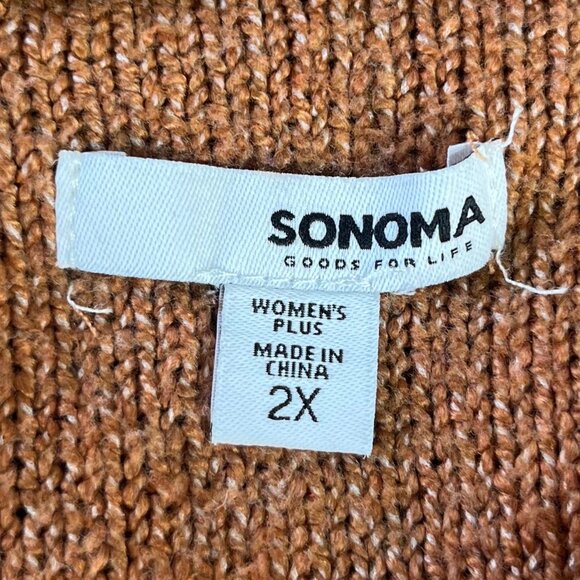 SONOMA
GOODS FOR LIFE
WOMEN'S
PLUS
MADE IN
CHINA
2X